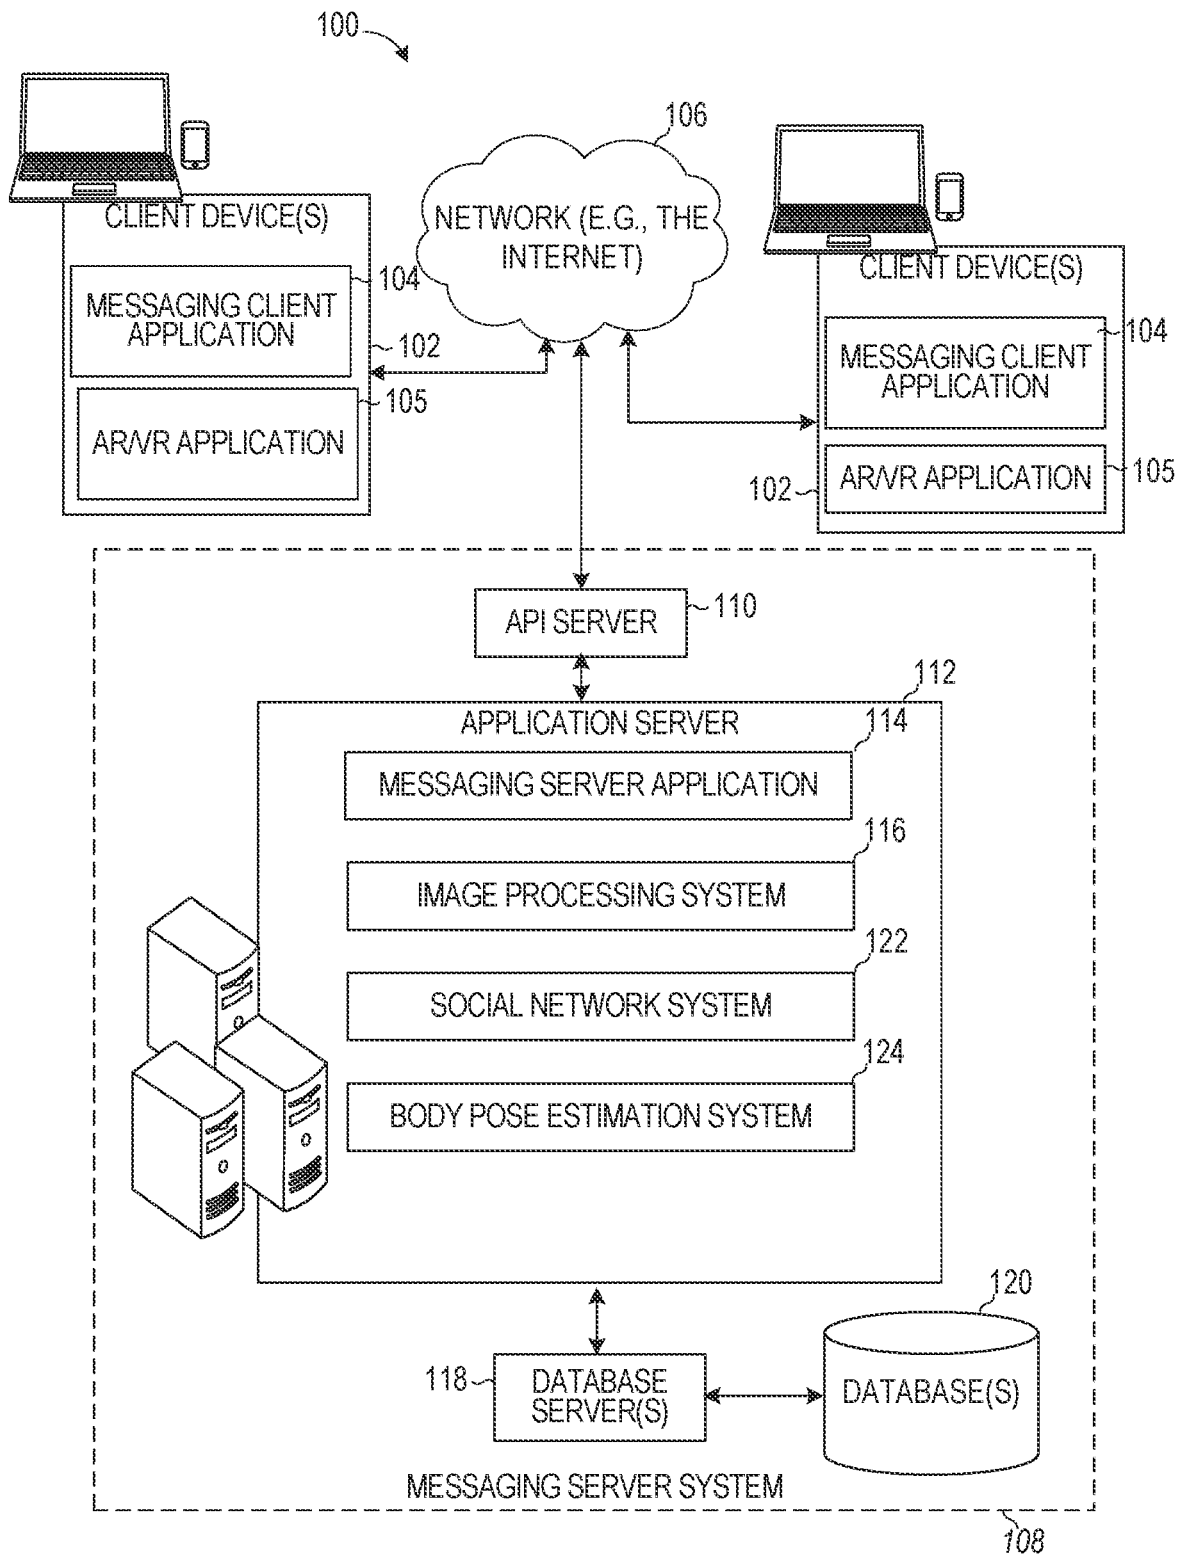 100
106
NETWORK (E.G., THE
INTERNET)
CLIENT DEVICE(S)
104
MESSAGING CLIENT
APPLICATION
102
105
AR/VR APPLICATION
CLIENT DEVICE(S)
104
MESSAGING CLIENT
APPLICATION
102
105
AR/VR APPLICATION
API SERVER
110
112
APPLICATION SERVER
114
MESSAGING SERVER APPLICATION
116
IMAGE PROCESSING SYSTEM
122
SOCIAL NETWORK SYSTEM
124
BODY POSE ESTIMATION SYSTEM
120
118
DATABASE
SERVER(S)
DATABASE(S)
MESSAGING SERVER SYSTEM
108